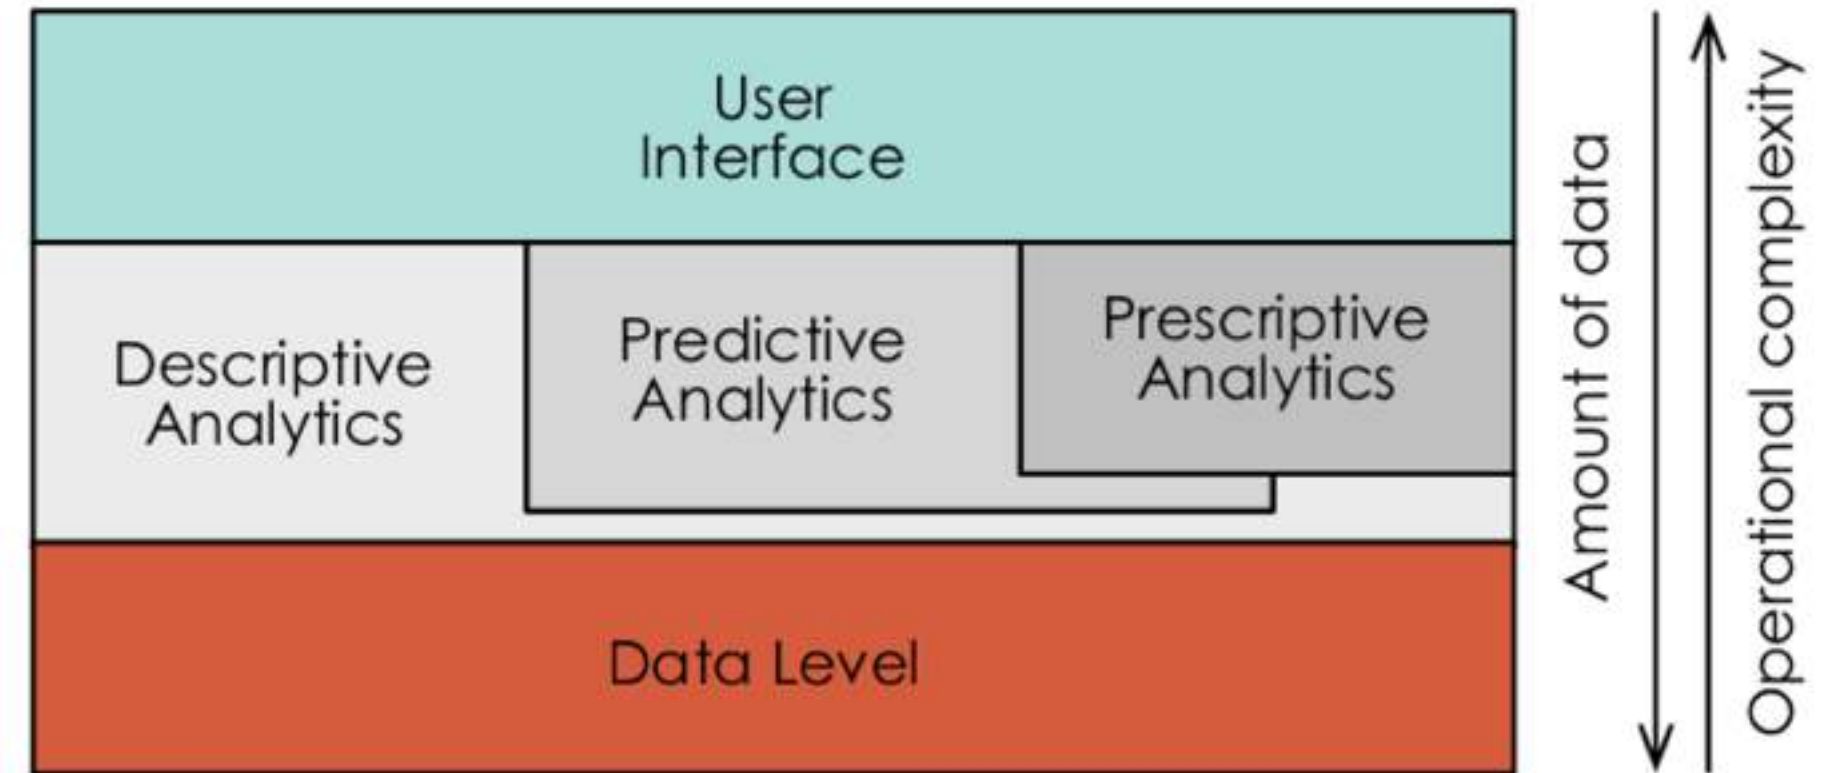 User
Interface
Descriptive
Analytics
Predictive
Analytics
Prescriptive
Analytics
Data Level
Amount of data
Operational complexity